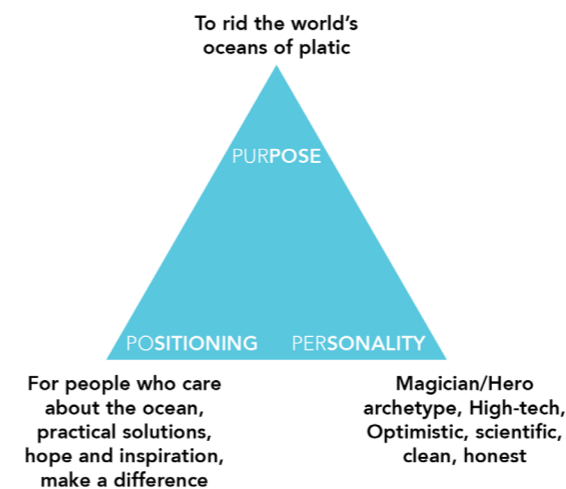 To rid the world's
oceans of platic
PURPOSE
POSITIONING PERSONALITY
For people who care
about the ocean,
practical solutions,
hope and inspiration,
make a difference
Magician/Hero
archetype, High-tech,
Optimistic, scientific,
clean, honest